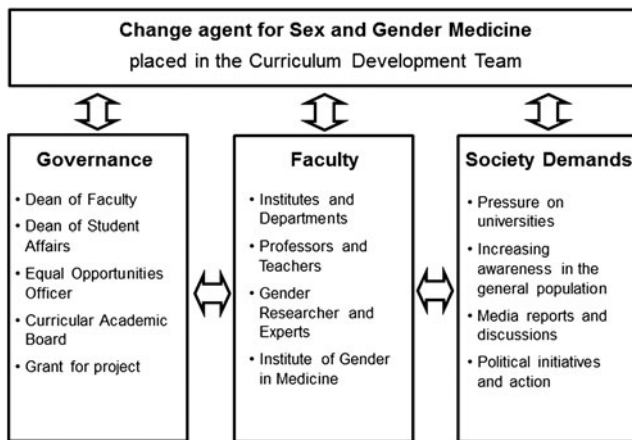 Change agent for Sex and Gender Medicine
placed in the Curriculum Development Team
Governance
• Dean of Faculty
• Dean of Student
Affairs
• Equal Opportunities
Officer
• Curricular Academic
Board
• Grant for project
Faculty
• Institutes and
Departments
• Professors and
Teachers
• Gender
Researcher and
Experts
• Institute of Gender
in Medicine
Society Demands
• Pressure on
universities
• Increasing
awareness in the
general population
• Media reports and
discussions
• Political initiatives
and action